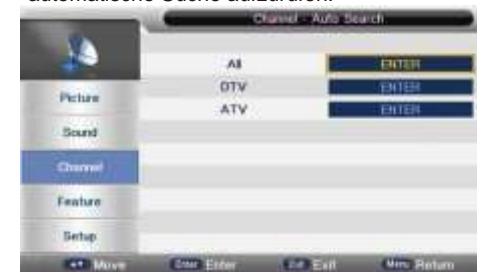 automatische Suche aufzurufen.
Channel - Auto Search
All ENTER
DTV ENTER
ATV ENTER
Picture
Sound
Channel
Feature
Setup
Move Enter Enter Exit Exit Menu Return